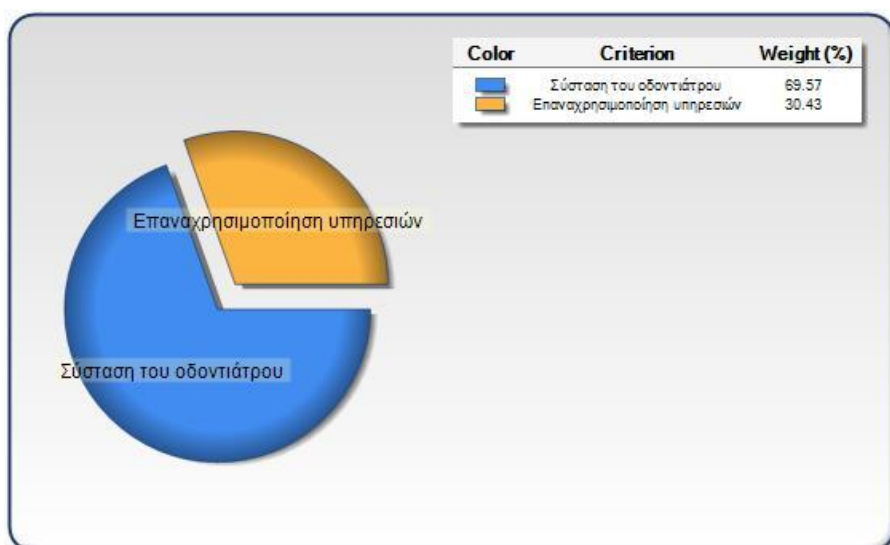 Color Criterion Weight (%)
Σύσταση του οδοντιάτρου 69.57
Επαναχρησιμοποίηση υπηρεσιών 30.43
Επαναχρησιμοποίηση υπηρεσιών
Σύσταση του οδοντιάτρου